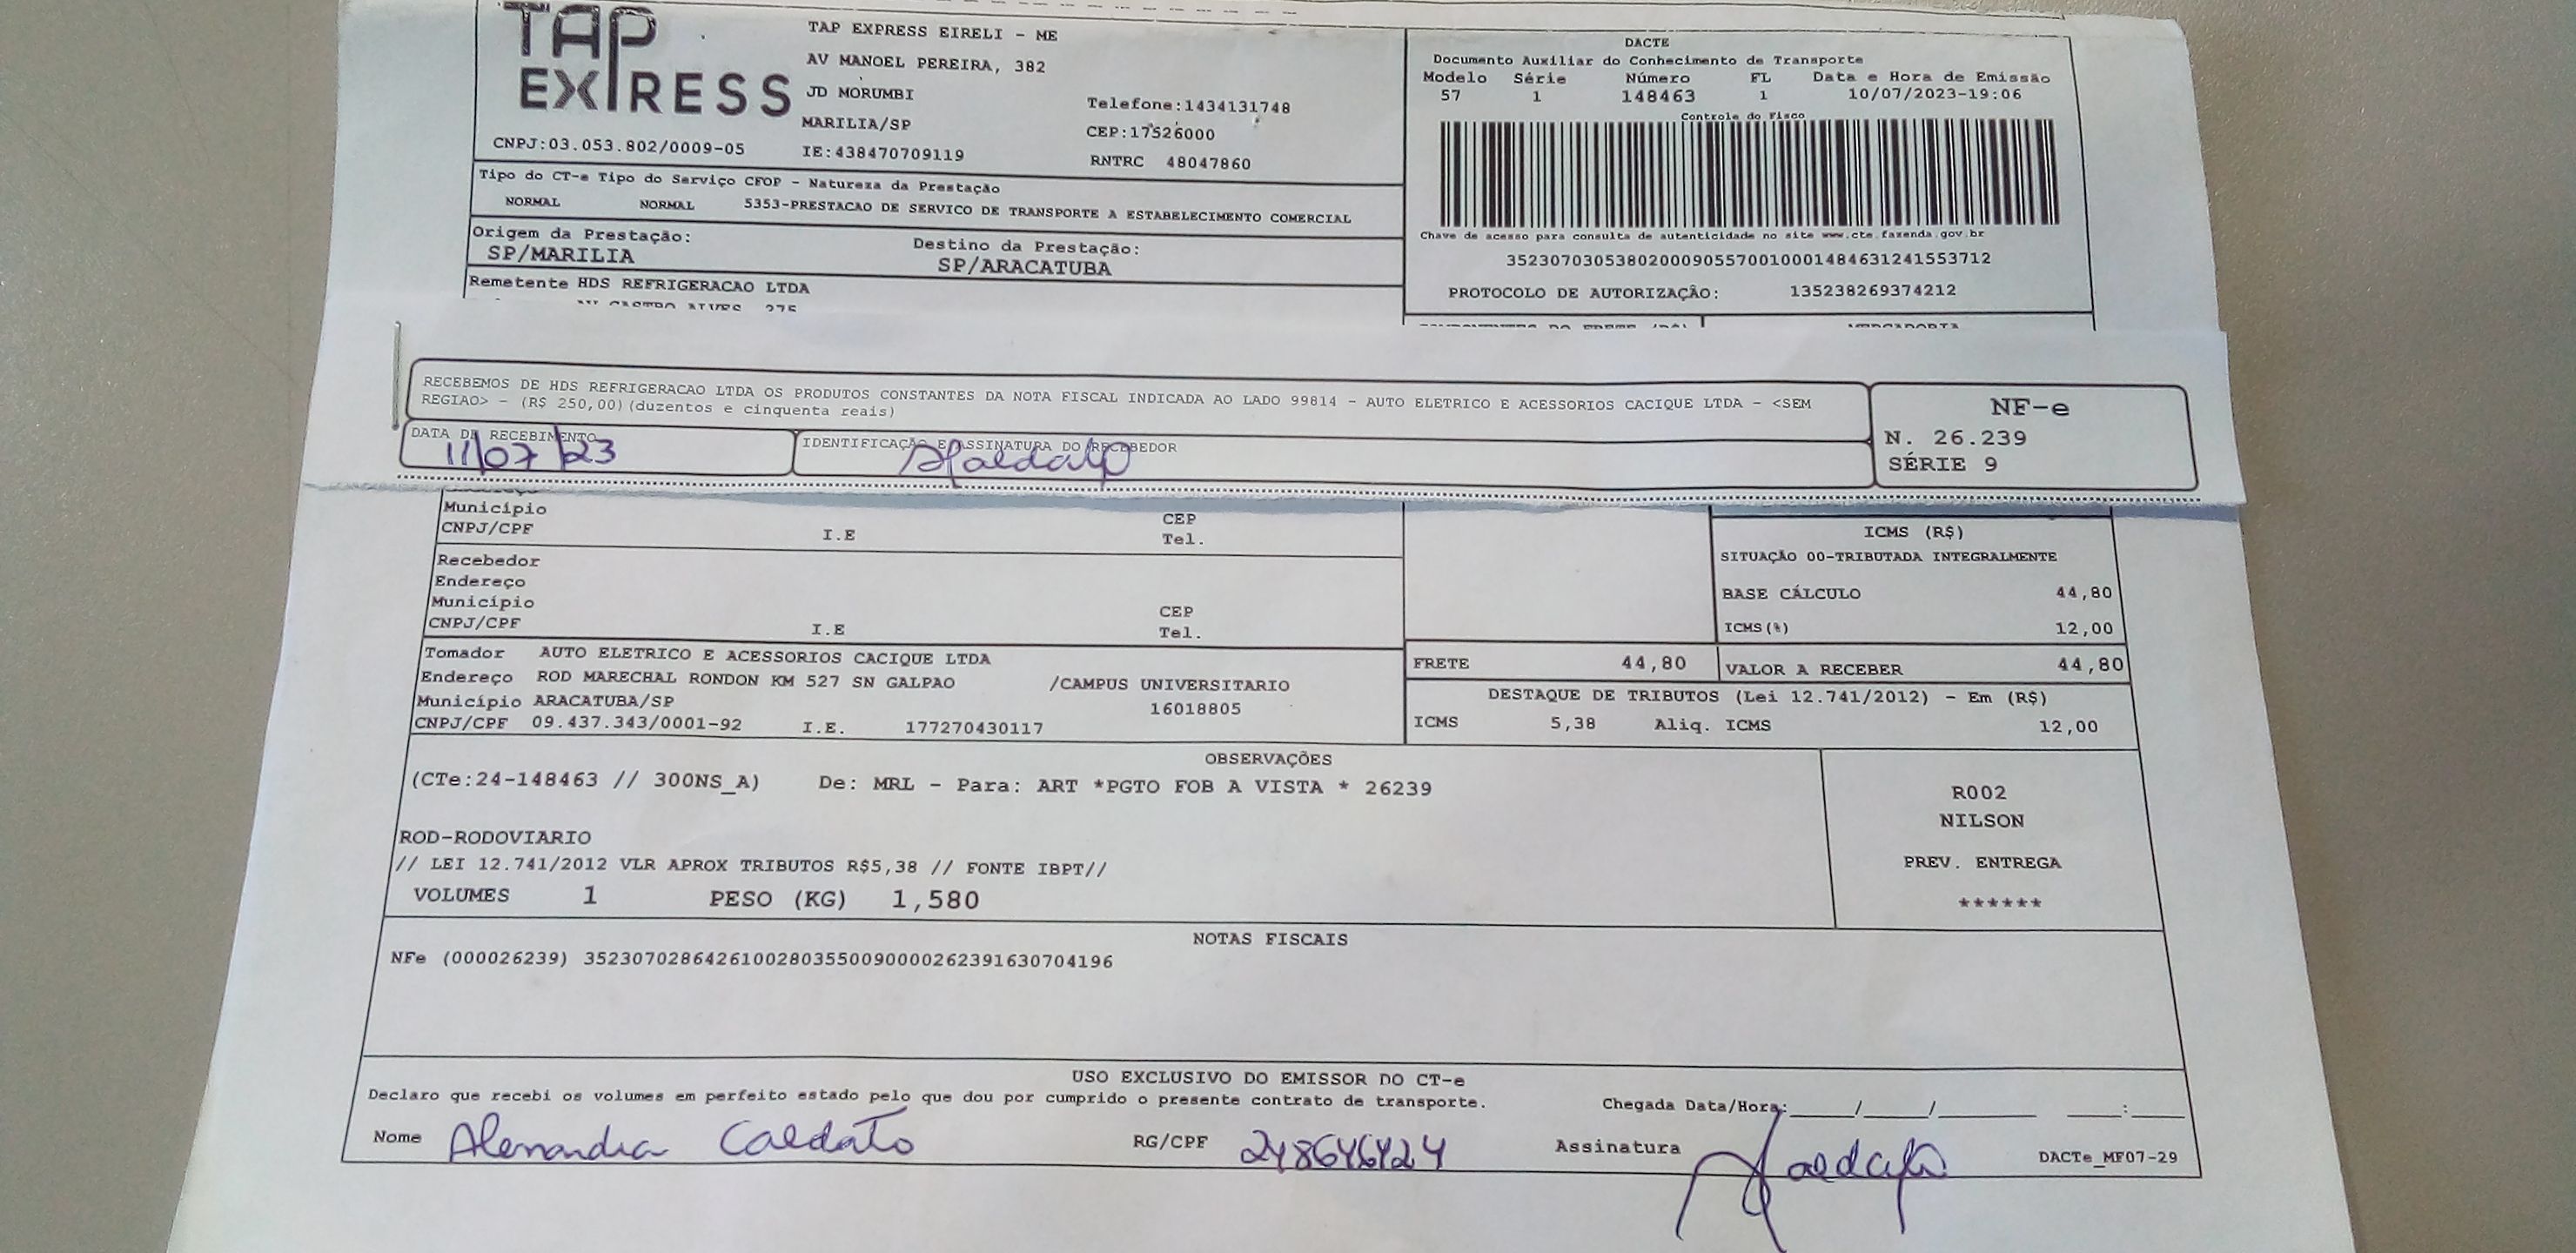 TAP EXPRESS
TAP EXPRESS EIRELI - ME
AV MANOEL PEREIRA, 382
JD MORUMBI
MARILIA/SP
Telefone:1434131748
CEP:17526000
CNPJ:03.053.802/0009-05 IE:438470709119 RNTRC 48047860
DACTE
Documento Auxiliar do Conhecimento de Transporte
Modelo Série Número FL Data e Hora de Emissão
57 1 148463 1 10/07/2023-19:06
Controle do Fisco
Chave de acesso para consulta de autenticidade no site www.cte.fazenda.gov.br
35230703053802000905570010001484631241553712
PROTOCOLO DE AUTORIZAÇÃO: 135238269374212
Tipo do CT-e Tipo do Serviço CFOP - Natureza da Prestação
NORMAL NORMAL 5353-PRESTACAO DE SERVICO DE TRANSPORTE A ESTABELECIMENTO COMERCIAL
Origem da Prestação: Destino da Prestação:
SP/MARILIA SP/ARACATUBA
Remetente HDS REFRIGERACAO LTDA
RECEBEMOS DE HDS REFRIGERACAO LTDA OS PRODUTOS CONSTANTES DA NOTA FISCAL INDICADA AO LADO 99814 - AUTO ELETRICO E ACESSORIOS CACIQUE LTDA - <SEM
REGIAO> - (R$ 250,00)(duzentos e cinquenta reais)
DATA DE RECEBIMENTO IDENTIFICAÇÃO E ASSINATURA DO RECEBEDOR
11/07/23
NF-e
N. 26.239
SÉRIE 9
Município CEP
CNPJ/CPF I.E Tel.
Recebedor
Endereço
Município CEP
CNPJ/CPF I.E Tel.
ICMS (R$)
SITUAÇÃO 00-TRIBUTADA INTEGRALMENTE
BASE CÁLCULO 44,80
ICMS(%) 12,00
Tomador AUTO ELETRICO E ACESSORIOS CACIQUE LTDA
Endereço ROD MARECHAL RONDON KM 527 SN GALPAO /CAMPUS UNIVERSITARIO
Município ARACATUBA/SP 16018805
CNPJ/CPF 09.437.343/0001-92 I.E. 177270430117
FRETE 44,80 VALOR A RECEBER 44,80
DESTAQUE DE TRIBUTOS (Lei 12.741/2012) - Em (R$)
ICMS 5,38 Aliq. ICMS 12,00
OBSERVAÇÕES
(CTe:24-148463 // 300NS_A) De: MRL - Para: ART *PGTO FOB A VISTA * 26239
ROD-RODOVIARIO
// LEI 12.741/2012 VLR APROX TRIBUTOS R$5,38 // FONTE IBPT//
VOLUMES 1 PESO (KG) 1,580
R002
NILSON
PREV. ENTREGA
******
NOTAS FISCAIS
NFe (000026239) 35230702864261002803550090000262391630704196
USO EXCLUSIVO DO EMISSOR DO CT-e
Declaro que recebi os volumes em perfeito estado pelo que dou por cumprido o presente contrato de transporte. Chegada Data/Hora:_____/_____/________ ____:____
Nome Caldato RG/CPF Assinatura DACTe_MF07-29